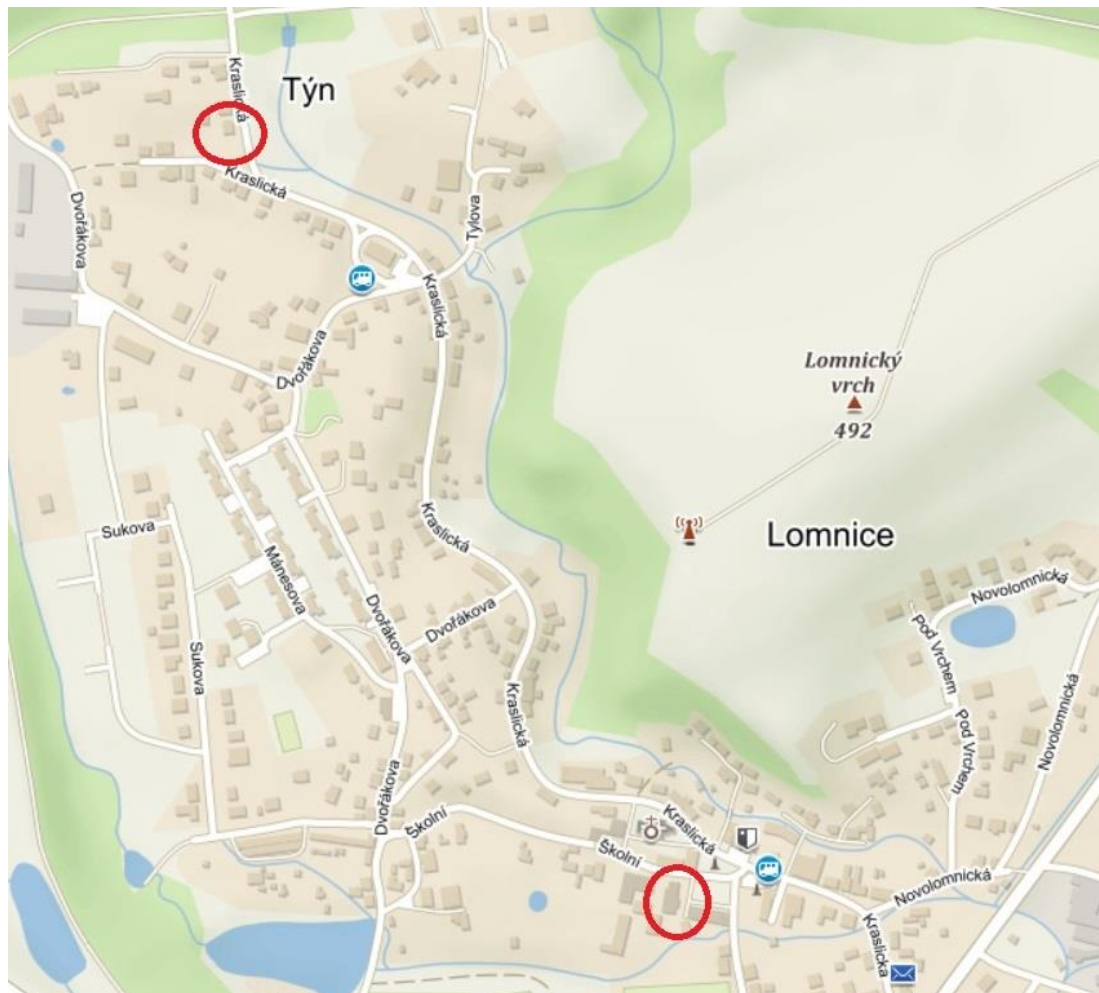 Kraslická
Týn
Kraslická
Dvořákova
Tylova
Kraslická
Dvořákova
Lomnický
vrch
492
Kraslická
Lomnice
Sukova
Mánesova
Novolomnická
Dvořákova
Dvořákova
Pod Vrchem
Sukova
Kraslická
Novolomnická
Pod Vrchem
Dvořákova
Školní
Kraslická
Školní
Novolomnická
Kraslická